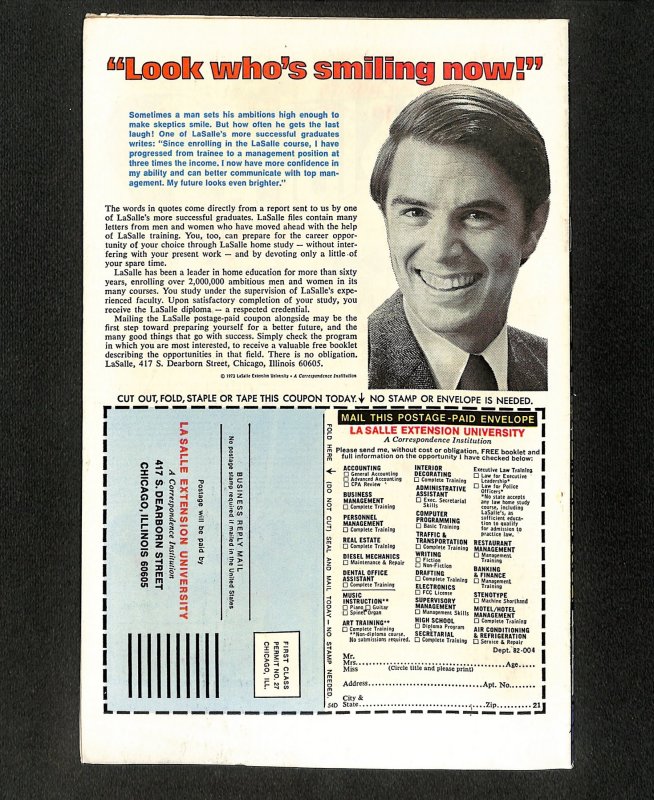 “Look who's smiling now!”
Sometimes a man sets his ambitions high enough to
make skeptics smile. But how often he gets the last
laugh! One of LaSalle's more successful graduates
writes: “Since enrolling in the LaSalle course, I have
progressed from trainee to a management position at
three times the income. I now have more confidence in
my ability and can better communicate with top man-
agement. My future looks even brighter.”
The words in quotes come directly from a report sent to us by one
of LaSalle's more successful graduates. LaSalle files contain many
letters from men and women who have moved ahead with the help
of LaSalle training. You, too, can prepare for the career oppor-
tunity of your choice through LaSalle home study — without inter-
fering with your present work — and by devoting only a little of
your spare time.
LaSalle has been a leader in home education for more than sixty
years, enrolling over 2,000,000 ambitious men and women in its
many courses. You study under the supervision of LaSalle's expe-
rienced faculty. Upon satisfactory completion of your study, you
receive the LaSalle diploma — a respected credential.
Mailing the LaSalle postage-paid coupon alongside may be the
first step toward preparing yourself for a better future, and the
many good things that go with success. Simply check the program
in which you are most interested, to receive a valuable free booklet
describing the opportunities in that field. There is no obligation.
LaSalle, 417 S. Dearborn Street, Chicago, Illinois 60605.
© 1973 LaSalle Extension University • A Correspondence Institution
CUT OUT, FOLD, STAPLE OR TAPE THIS COUPON TODAY. NO STAMP OR ENVELOPE IS NEEDED.
BUSINESS REPLY MAIL
No postage stamp required if mailed in the United States
Postage will be paid by
LA SALLE EXTENSION UNIVERSITY
A Correspondence Institution
417 S. DEARBORN STREET
CHICAGO, ILLINOIS 60605
FIRST CLASS
PERMIT NO. 27
CHICAGO, ILL.
FOLD HERE (DO NOT CUT) SEAL AND MAIL TODAY — NO STAMP NEEDED.
54D
MAIL THIS POSTAGE-PAID ENVELOPE
LA SALLE EXTENSION UNIVERSITY
A Correspondence Institution
Please send me, without cost or obligation, FREE booklet and
full information on the opportunity I have checked below:
ACCOUNTING
General Accounting
Advanced Accounting
CPA Review
BUSINESS
MANAGEMENT
Complete Training
PERSONNEL
MANAGEMENT
Complete Training
REAL ESTATE
Complete Training
DIESEL MECHANICS
Maintenance & Repair
DENTAL OFFICE
ASSISTANT
Complete Training
MUSIC
INSTRUCTION**
Piano Guitar
Spinet Organ
ART TRAINING**
Complete Training
**Non-diploma course.
No submissions required.
INTERIOR
DECORATING
Complete Training
ADMINISTRATIVE
ASSISTANT
Exec. Secretarial
Skills
COMPUTER
PROGRAMMING
Basic Training
TRAFFIC &
TRANSPORTATION
Complete Training
WRITING
Fiction
Non-Fiction
DRAFTING
Complete Training
ELECTRONICS
FCC License
SUPERVISORY
MANAGEMENT
Management Skills
HIGH SCHOOL
Diploma Program
SECRETARIAL
Complete Training
Executive Law Training
Law for Executive
Leadership*
Law for Police
Officers*
*No state accepts
any law home study
course, including
LaSalle's, as
sufficient educa-
tion to qualify
for admission to
practice law.
RESTAURANT
MANAGEMENT
Management
Training
BANKING
& FINANCE
Management
Training
STENOTYPE
Machine Shorthand
MOTEL/HOTEL
MANAGEMENT
Complete Training
AIR CONDITIONING
& REFRIGERATION
Service & Repair
Dept. 82-004
Mr.
Mrs. Age
Miss (Circle title and please print)
Address Apt. No.
City &
State Zip 21